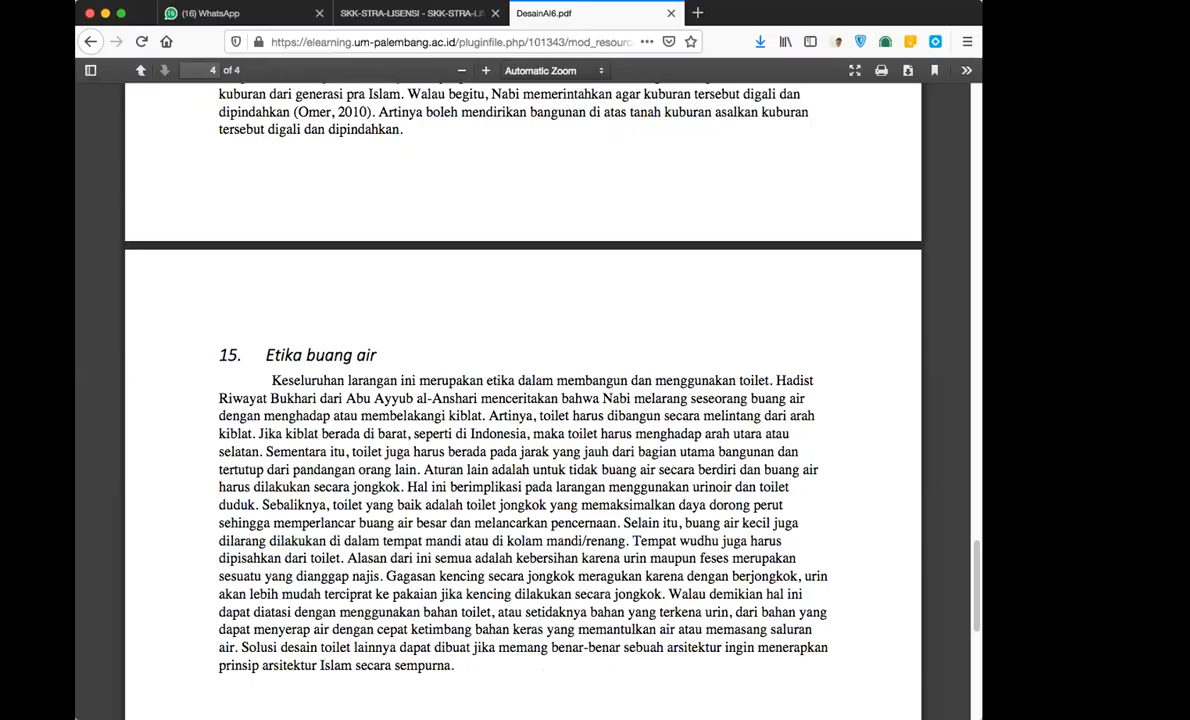 (16) WhatsApp
SKK-STRA-LISENSI - SKK-STRA-LIS
DesainAI6.pdf
https://elearning.um-palembang.ac.id/pluginfile.php/101343/mod_resourc
4 of 4
Automatic Zoom
kuburan dari generasi pra Islam. Walau begitu, Nabi memerintahkan agar kuburan tersebut digali dan
dipindahkan (Omer, 2010). Artinya boleh mendirikan bangunan di atas tanah kuburan asalkan kuburan
tersebut digali dan dipindahkan.
15. Etika buang air
Keseluruhan larangan ini merupakan etika dalam membangun dan menggunakan toilet. Hadist
Riwayat Bukhari dari Abu Ayyub al-Anshari menceritakan bahwa Nabi melarang seseorang buang air
dengan menghadap atau membelakangi kiblat. Artinya, toilet harus dibangun secara melintang dari arah
kiblat. Jika kiblat berada di barat, seperti di Indonesia, maka toilet harus menghadap arah utara atau
selatan. Sementara itu, toilet juga harus berada pada jarak yang jauh dari bagian utama bangunan dan
tertutup dari pandangan orang lain. Aturan lain adalah untuk tidak buang air secara berdiri dan buang air
harus dilakukan secara jongkok. Hal ini berimplikasi pada larangan menggunakan urinoir dan toilet
duduk. Sebaliknya, toilet yang baik adalah toilet jongkok yang memaksimalkan daya dorong perut
sehingga memperlancar buang air besar dan melancarkan pencernaan. Selain itu, buang air kecil juga
dilarang dilakukan di dalam tempat mandi atau di kolam mandi/renang. Tempat wudhu juga harus
dipisahkan dari toilet. Alasan dari ini semua adalah kebersihan karena urin maupun feses merupakan
sesuatu yang dianggap najis. Gagasan kencing secara jongkok meragukan karena dengan berjongkok, urin
akan lebih mudah terciprat ke pakaian jika kencing dilakukan secara jongkok. Walau demikian hal ini
dapat diatasi dengan menggunakan bahan toilet, atau setidaknya bahan yang terkena urin, dari bahan yang
dapat menyerap air dengan cepat ketimbang bahan keras yang memantulkan air atau memasang saluran
air. Solusi desain toilet lainnya dapat dibuat jika memang benar-benar sebuah arsitektur ingin menerapkan
prinsip arsitektur Islam secara sempurna.